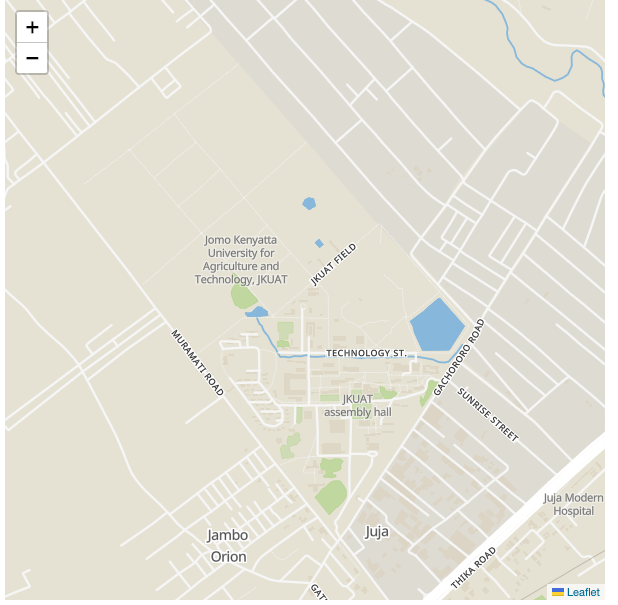 +
−
Jomo Kenyatta
University for
Agriculture and
Technology, JKUAT
JKUAT FIELD
MURAMATI ROAD
TECHNOLOGY ST.
GACHORORO ROAD
JKUAT
assembly hall
SUNRISE STREET
Juja Modern
Hospital
Jambo
Orion
Juja
THIKA ROAD
Leaflet